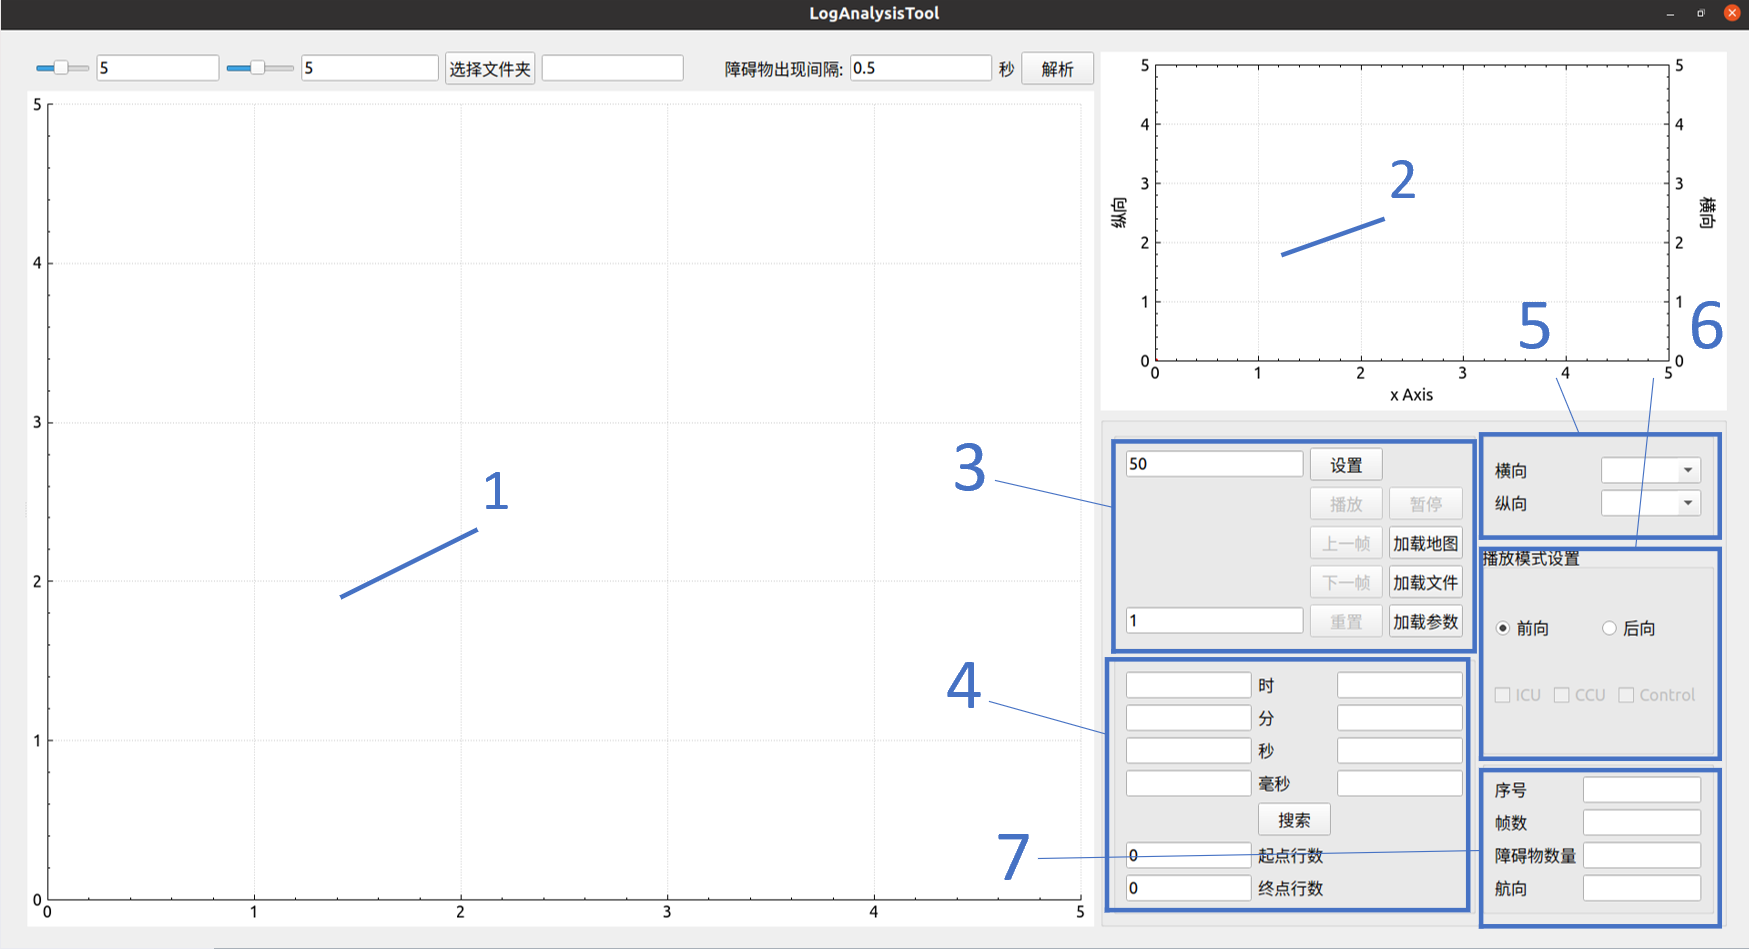 LogAnalysisTool
5 5 选择文件夹 障碍物出现间隔: 0.5 秒 解析
5
4
3
2
1
0
0 1 2 3 4 5
1
5
4
3
2
1
0
纵向
5
4
3
2
1
0
横向
0 1 2 3 4 5
x Axis
2
3
50 设置
播放 暂停
上一帧 加载地图
下一帧 加载文件
1 重置 加载参数
4
时
分
秒
毫秒
搜索
0 起点行数
0 终点行数
5
横向
纵向
6
播放模式设置
前向 后向
ICU CCU Control
7
序号
帧数
障碍物数量
航向